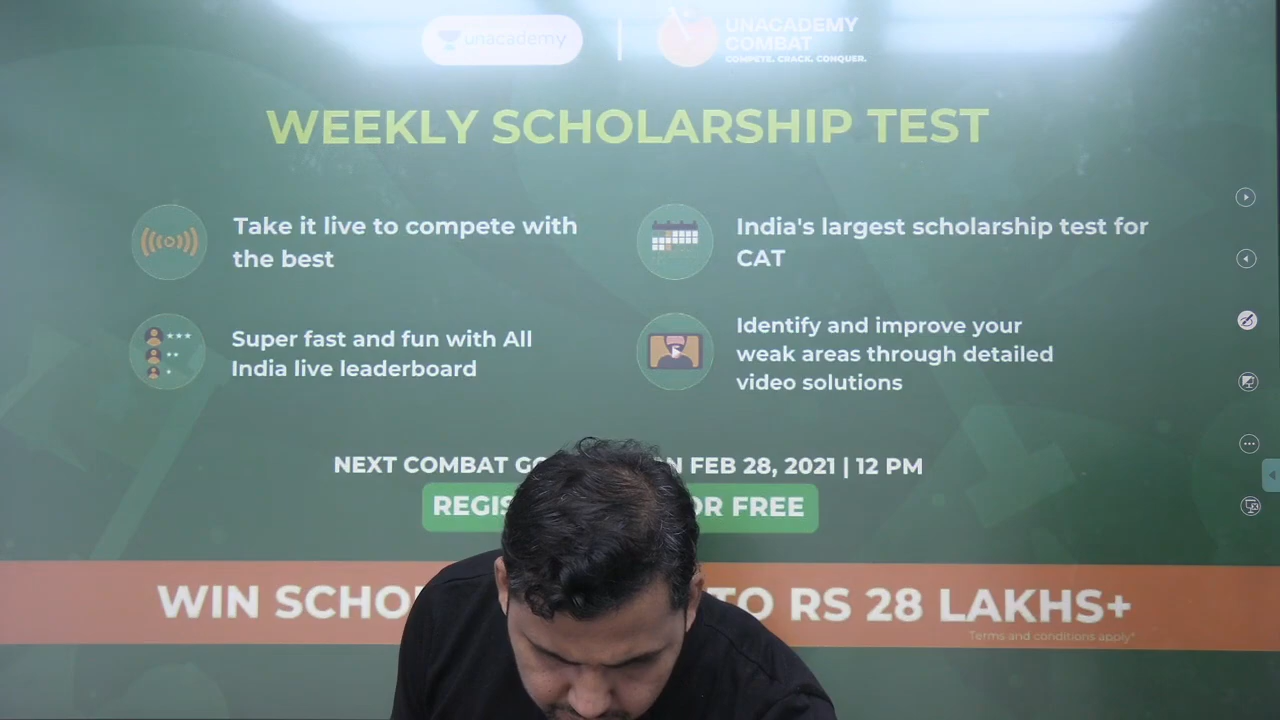 unacademy
UNACADEMY
COMBAT
COMPETE. CRACK. CONQUER.
WEEKLY SCHOLARSHIP TEST
Take it live to compete with
the best
India's largest scholarship test for
CAT
Super fast and fun with All
India live leaderboard
Identify and improve your
weak areas through detailed
video solutions
NEXT COMBAT FEB 28, 2021 | 12 PM
FREE
WIN TO RS 28 LAKHS+
Terms and conditions apply*